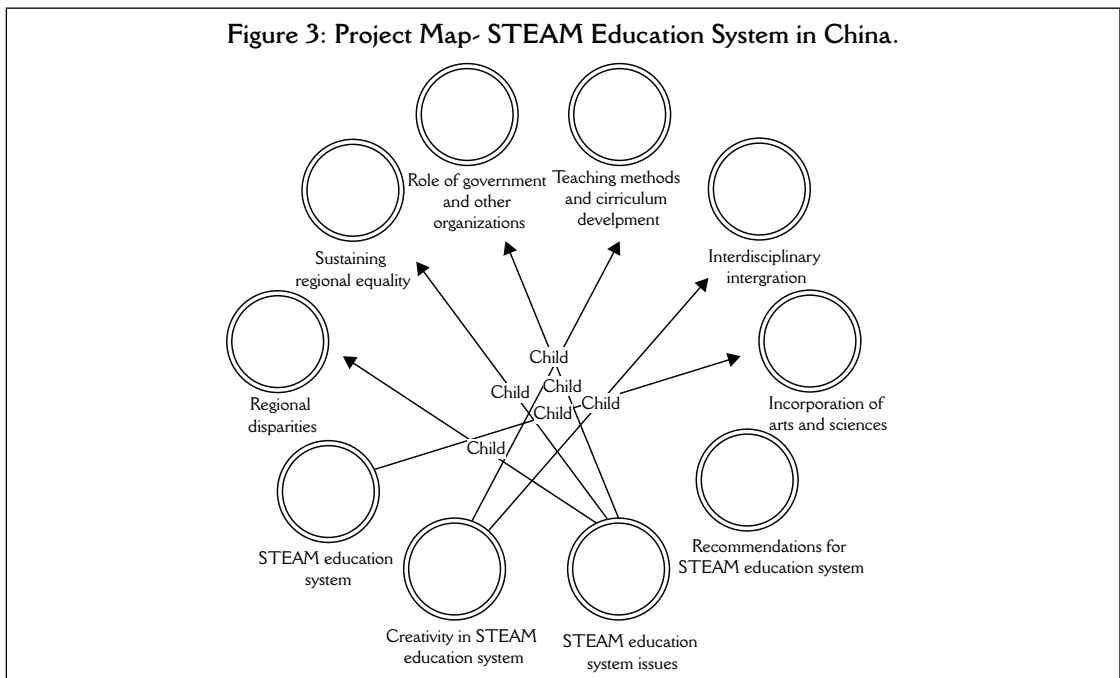 Figure 3: Project Map- STEAM Education System in China.
Role of government
and other
organizations
Teaching methods
and cirriculum
develpment
Sustaining
regional equality
Interdisciplinary
intergration
Regional
disparities
Incorporation of
arts and sciences
Child
Child
Child
Child
Child
Child
STEAM education
system
Creativity in STEAM
education system
STEAM education
system issues
Recommendations for
STEAM education system